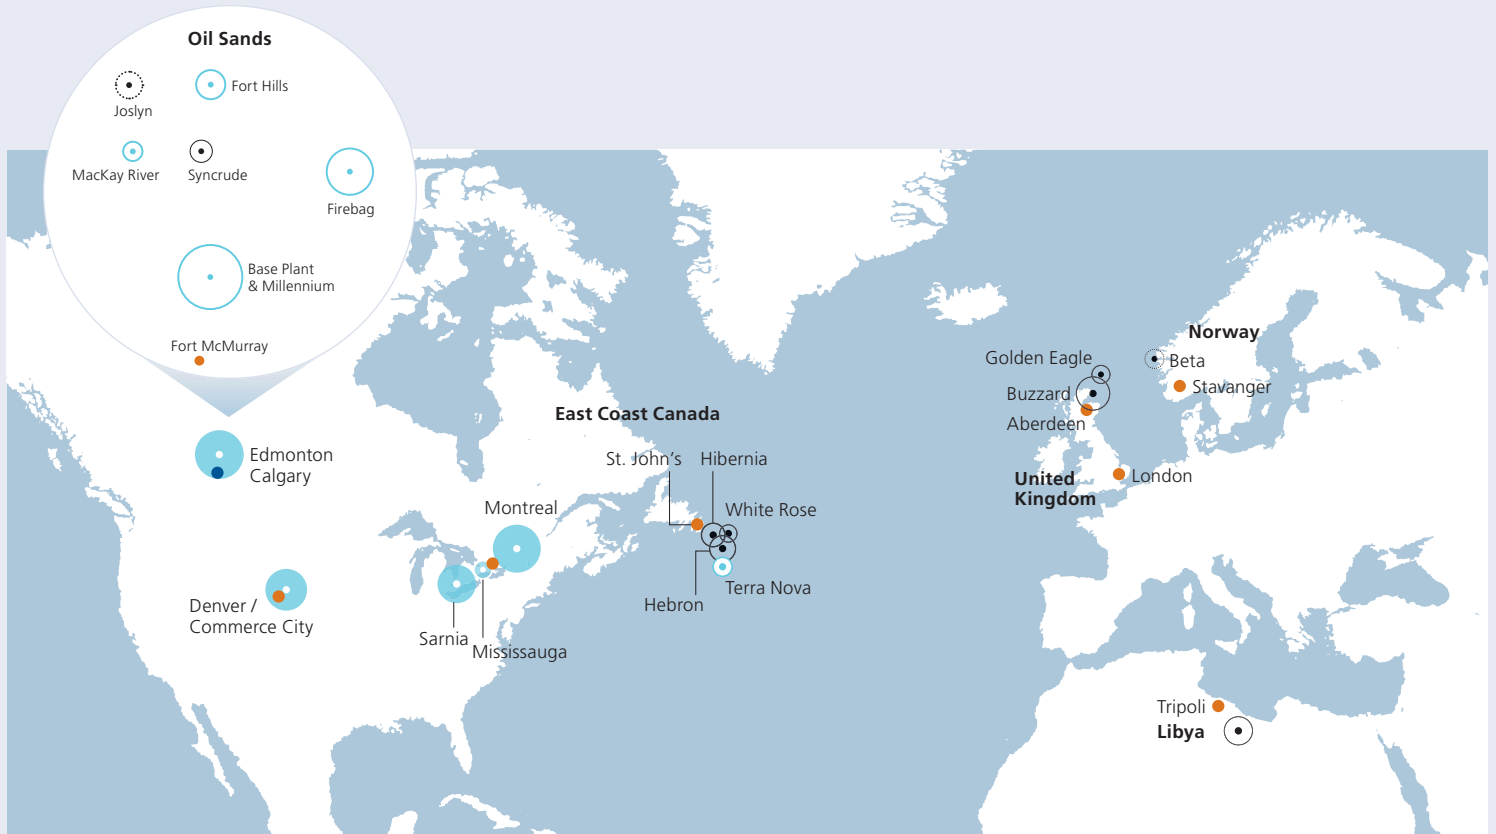 Oil Sands
Joslyn
Fort Hills
MacKay River
Syncrude
Firebag
Base Plant
& Millennium
Fort McMurray
Edmonton
Calgary
Denver /
Commerce City
Montreal
Sarnia
Mississauga
East Coast Canada
St. John's
Hibernia
White Rose
Hebron
Terra Nova
Norway
Golden Eagle
Beta
Buzzard
Stavanger
Aberdeen
United
Kingdom
London
Tripoli
Libya